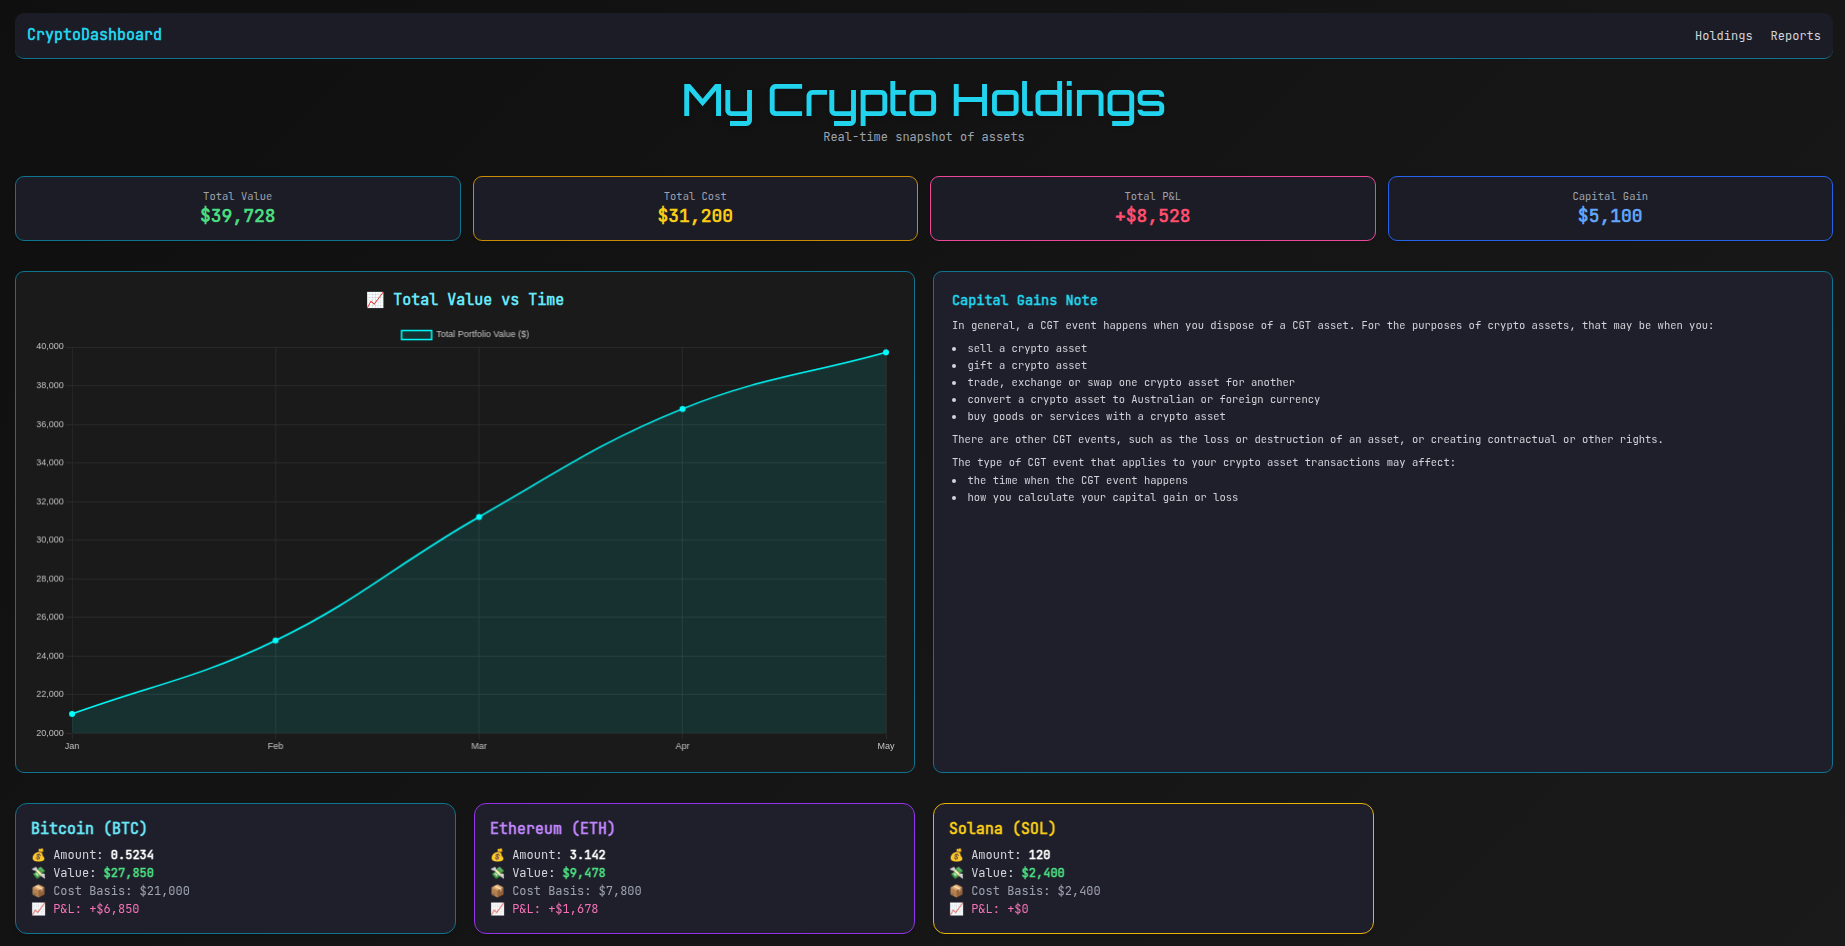 CryptoDashboard
Holdings Reports
My Crypto Holdings
Real-time snapshot of assets
Total Value
$39,728
Total Cost
$31,200
Total P&L
+$8,528
Capital Gain
$5,100
📈 Total Value vs Time
Total Portfolio Value ($)
40,000
38,000
36,000
34,000
32,000
30,000
28,000
26,000
24,000
22,000
20,000
Jan Feb Mar Apr May
Capital Gains Note
In general, a CGT event happens when you dispose of a CGT asset. For the purposes of crypto assets, that may be when you:
• sell a crypto asset
• gift a crypto asset
• trade, exchange or swap one crypto asset for another
• convert a crypto asset to Australian or foreign currency
• buy goods or services with a crypto asset
There are other CGT events, such as the loss or destruction of an asset, or creating contractual or other rights.
The type of CGT event that applies to your crypto asset transactions may affect:
• the time when the CGT event happens
• how you calculate your capital gain or loss
Bitcoin (BTC)
💰 Amount: 0.5234
💸 Value: $27,850
📦 Cost Basis: $21,000
📈 P&L: +$6,850
Ethereum (ETH)
💰 Amount: 3.142
💸 Value: $9,478
📦 Cost Basis: $7,800
📈 P&L: +$1,678
Solana (SOL)
💰 Amount: 120
💸 Value: $2,400
📦 Cost Basis: $2,400
📈 P&L: +$0